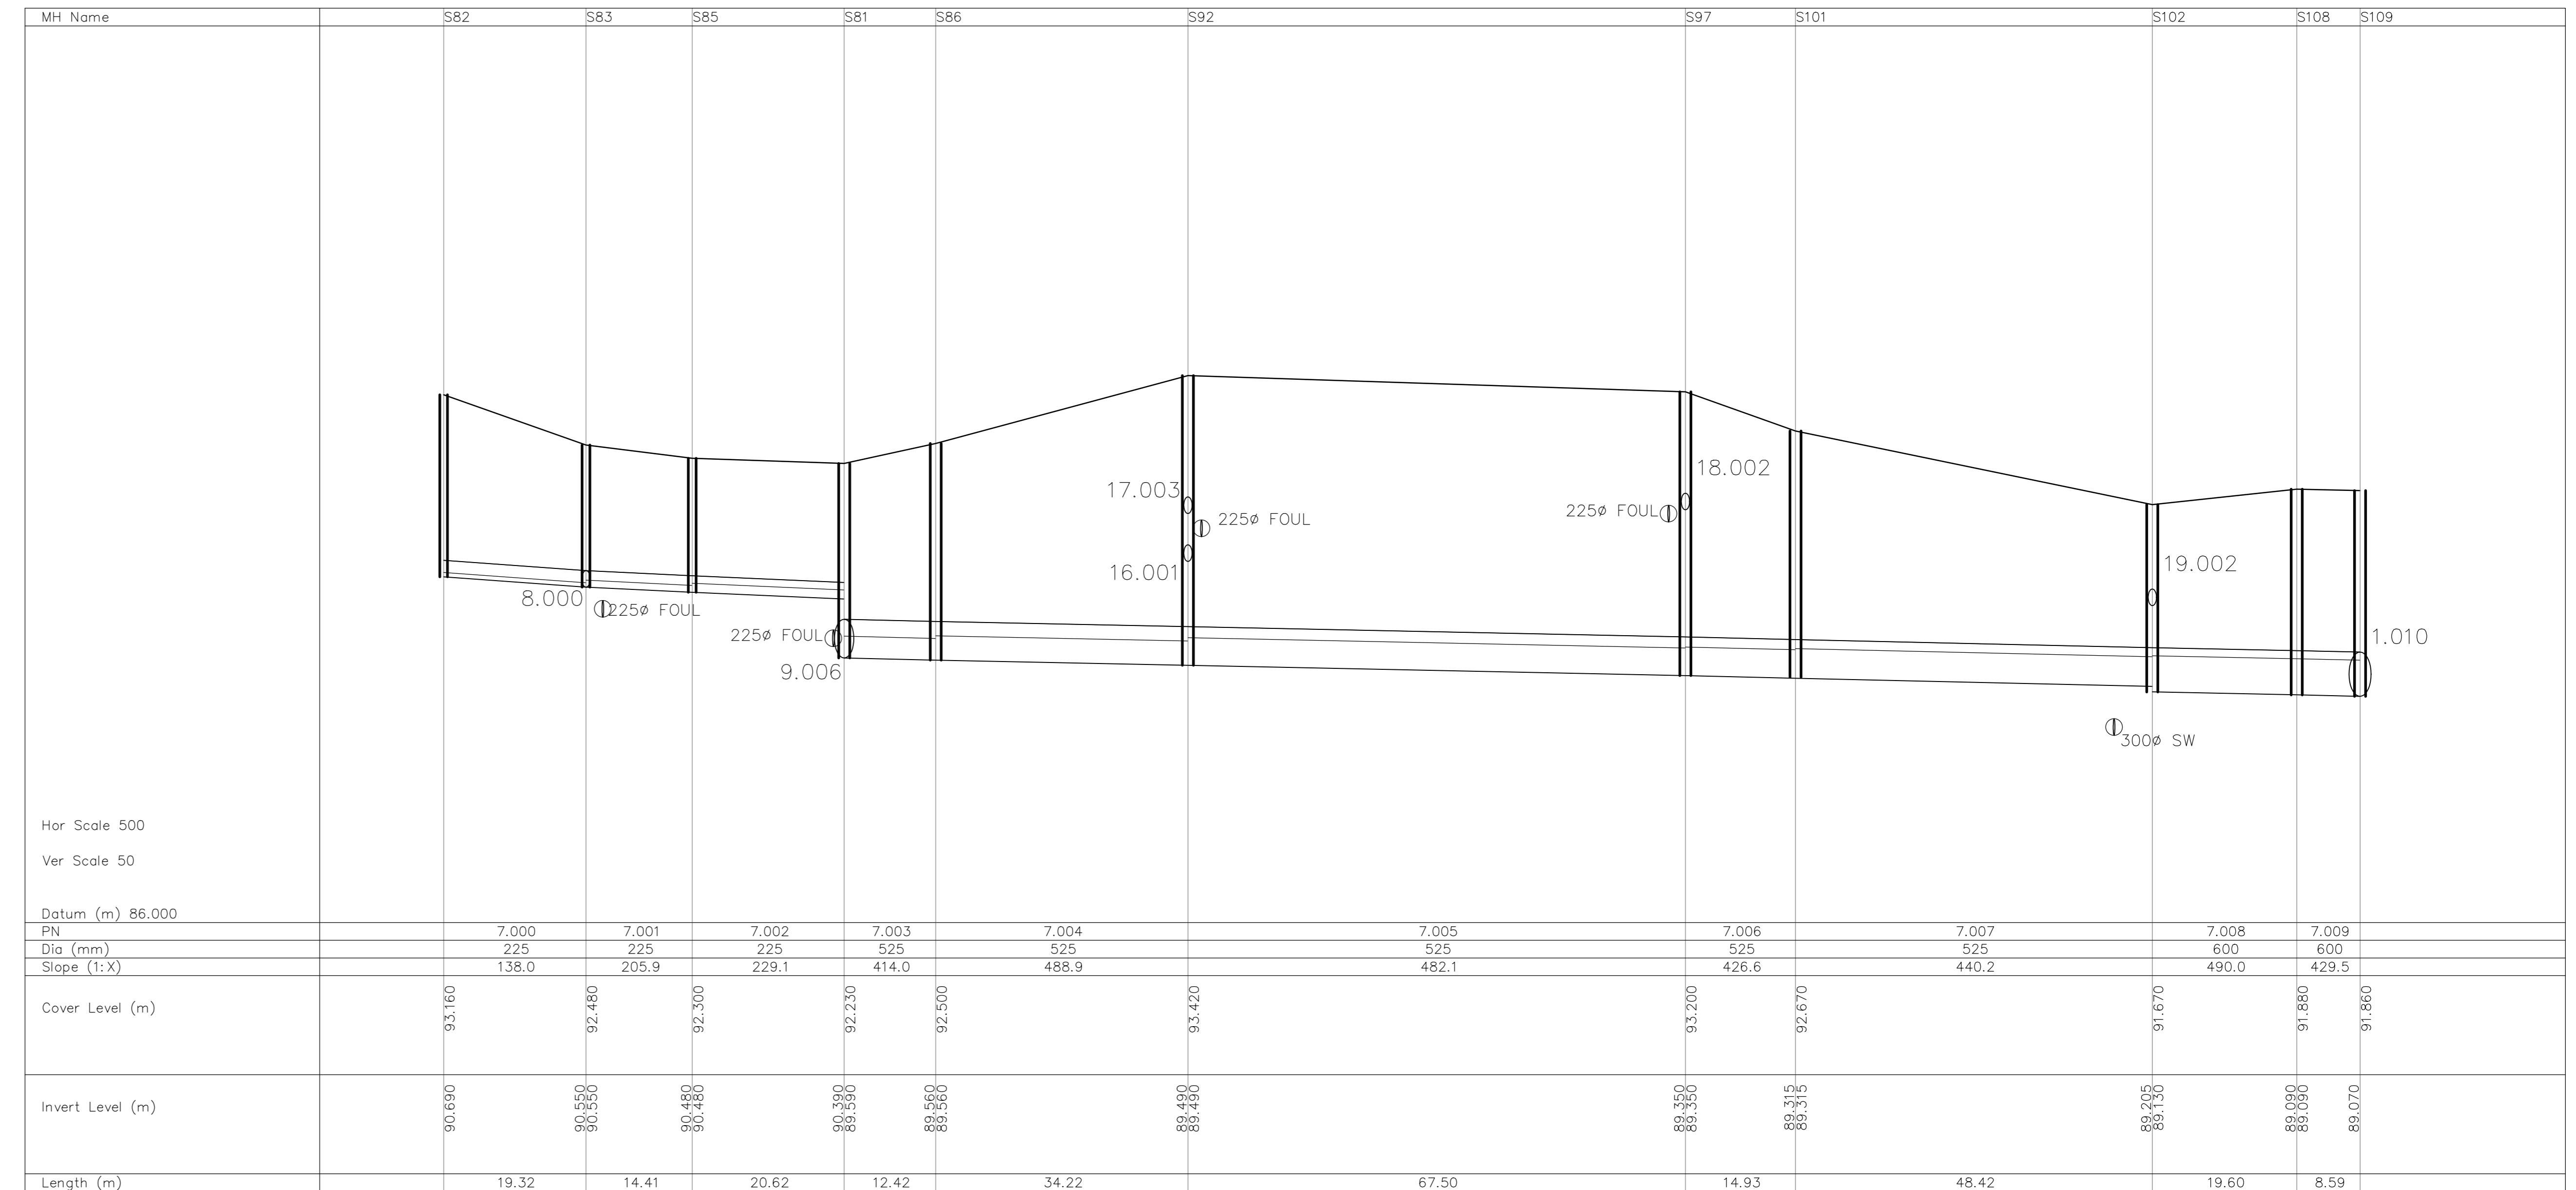 MH Name S82 S83 S85 S81 S86 S92 S97 S101 S102 S108 S109
18.002
17.003
225ø FOUL
225ø FOUL
16.001
19.002
8.000
225ø FOUL
225ø FOUL
1.010
9.006
300ø SW
Hor Scale 500
Ver Scale 50
Datum (m) 86.000
PN 7.000 7.001 7.002 7.003 7.004 7.005 7.006 7.007 7.008 7.009
Dia (mm) 225 225 225 525 525 525 525 525 600 600
Slope (1:X) 138.0 205.9 229.1 414.0 488.9 482.1 426.6 440.2 490.0 429.5
Cover Level (m) 93.160 92.480 92.300 92.230 92.500 93.420 93.200 92.670 91.670 91.880 91.860
Invert Level (m) 90.690 90.550 90.550 90.480 90.480 90.390 89.590 89.560 89.560 89.490 89.490 89.350 89.350 89.315 89.315 89.205 89.130 89.090 89.090 89.070
Length (m) 19.32 14.41 20.62 12.42 34.22 67.50 14.93 48.42 19.60 8.59